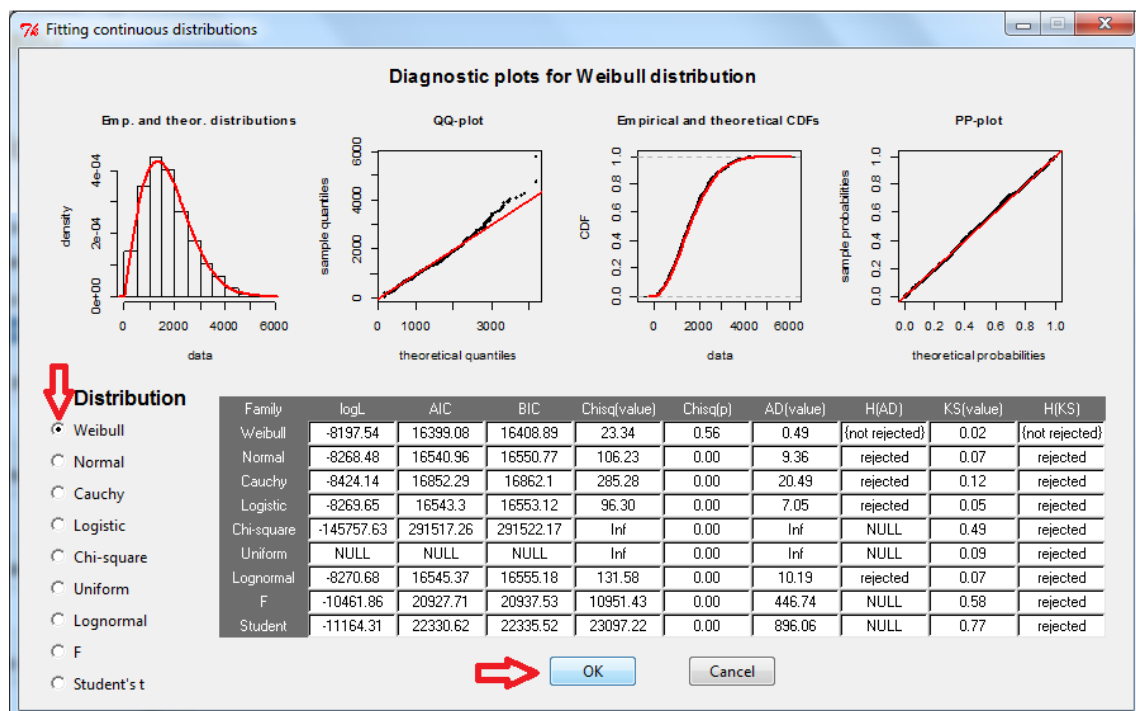 Fitting continuous distributions
Diagnostic plots for Weibull distribution
Emp. and theor. distributions
density
0e+00 2e-04 4e-04
0 2000 4000 6000
data
QQ-plot
sample quantiles
0 2000 4000 6000
0 1000 3000
theoretical quantiles
Empirical and theoretical CDFs
CDF
0.0 0.2 0.4 0.6 0.8 1.0
0 2000 4000 6000
data
PP-plot
sample probabilities
0.0 0.2 0.4 0.6 0.8 1.0
0.0 0.2 0.4 0.6 0.8 1.0
theoretical probabilities
Distribution
Weibull
Normal
Cauchy
Logistic
Chi-square
Uniform
Lognormal
F
Student's t
Family logL AIC BIC Chisq(value) Chisq(p) AD(value) H(AD) KS(value) H(KS)
Weibull -8197.54 16399.08 16408.89 23.34 0.56 0.49 {not rejected} 0.02 {not rejected}
Normal -8268.48 16540.96 16550.77 106.23 0.00 9.36 rejected 0.07 rejected
Cauchy -8424.14 16852.29 16862.1 285.28 0.00 20.49 rejected 0.12 rejected
Logistic -8269.65 16543.3 16553.12 96.30 0.00 7.05 rejected 0.05 rejected
Chi-square -145757.63 291517.26 291522.17 Inf 0.00 Inf NULL 0.49 rejected
Uniform NULL NULL NULL Inf 0.00 Inf NULL 0.09 rejected
Lognormal -8270.68 16545.37 16555.18 131.58 0.00 10.19 rejected 0.07 rejected
F -10461.86 20927.71 20937.53 10951.43 0.00 446.74 NULL 0.58 rejected
Student -11164.31 22330.62 22335.52 23097.22 0.00 896.06 NULL 0.77 rejected
OK
Cancel